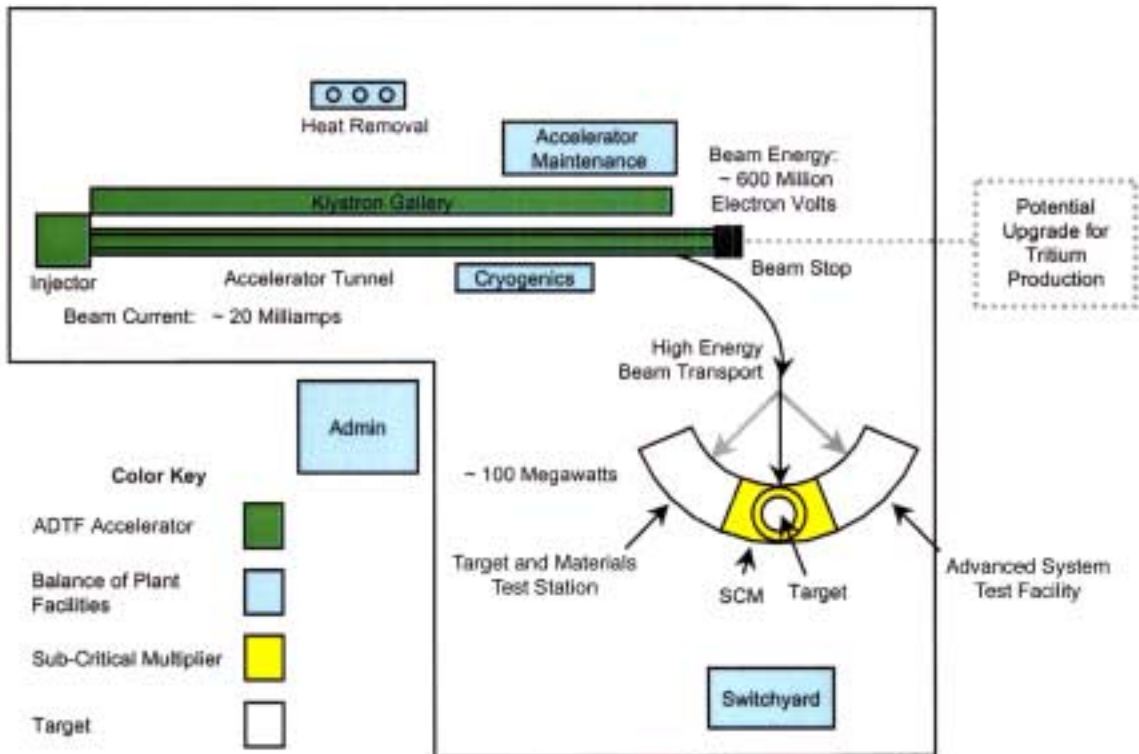 Heat Removal
Accelerator
Maintenance
Beam Energy:
~ 600 Million
Electron Volts
Potential
Upgrade for
Tritium
Production
Klystron Gallery
Injector
Accelerator Tunnel
Cryogenics
Beam Stop
Beam Current: ~ 20 Milliamps
High Energy
Beam Transport
Admin
~ 100 Megawatts
Target and Materials
Test Station
SCM
Target
Advanced System
Test Facility
Switchyard
Color Key
ADTF Accelerator
Balance of Plant
Facilities
Sub-Critical Multiplier
Target